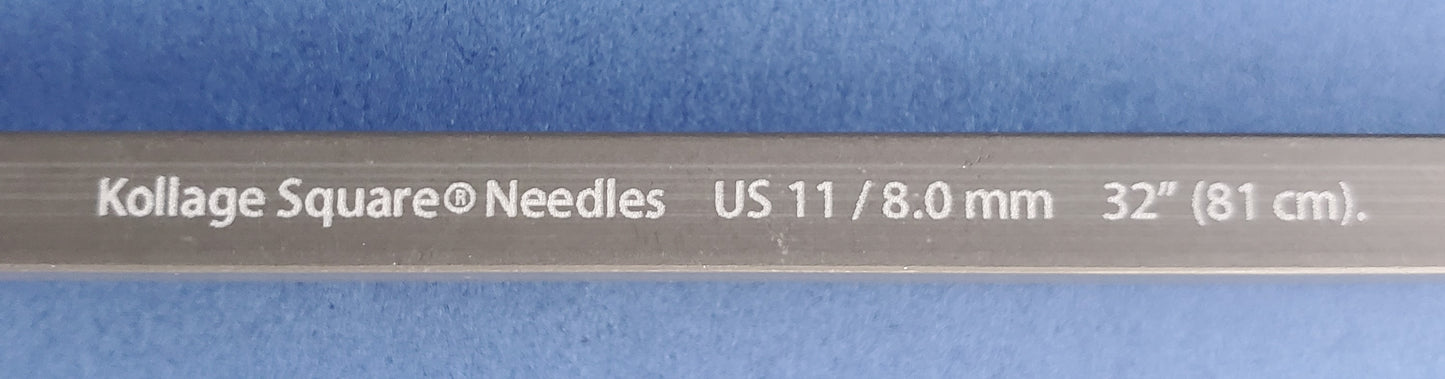 Kollage Square® Needles US 11 / 8.0 mm 32” (81 cm).